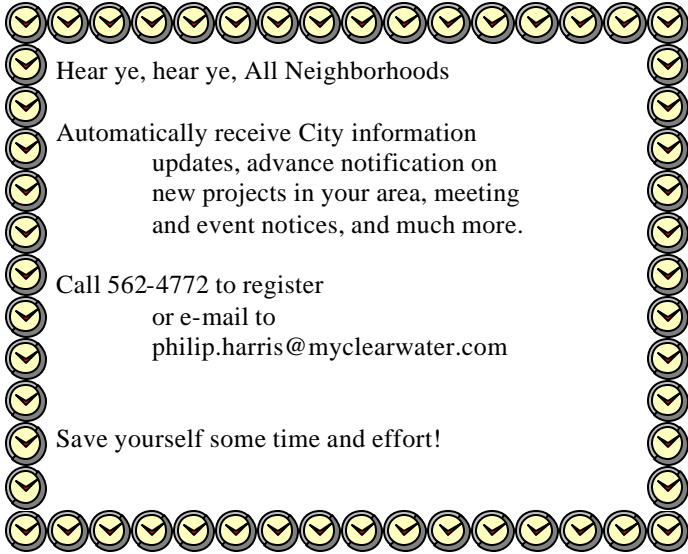 Hear ye, hear ye, All Neighborhoods
Automatically receive City information
updates, advance notification on
new projects in your area, meeting
and event notices, and much more.
Call 562-4772 to register
or e-mail to
philip.harris@myclearwater.com
Save yourself some time and effort!